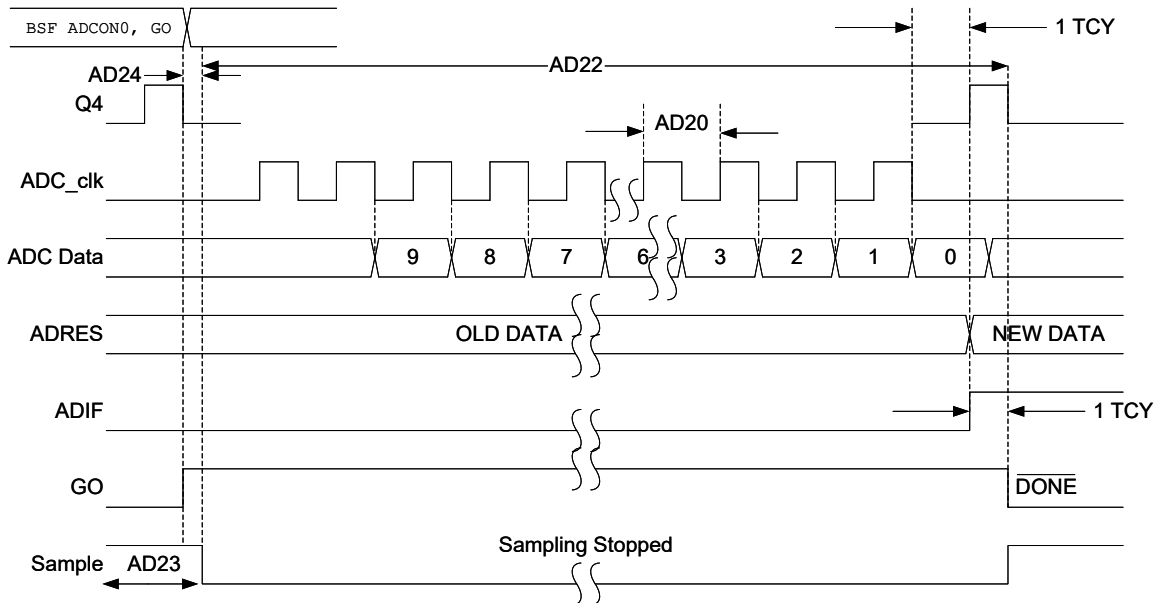 BSF ADCON0, GO
1 TCY
AD22
AD24
Q4
AD20
ADC_clk
ADC Data 9 8 7 6 3 2 1 0
ADRES OLD DATA NEW DATA
ADIF 1 TCY
GO DONE
Sampling Stopped
Sample AD23